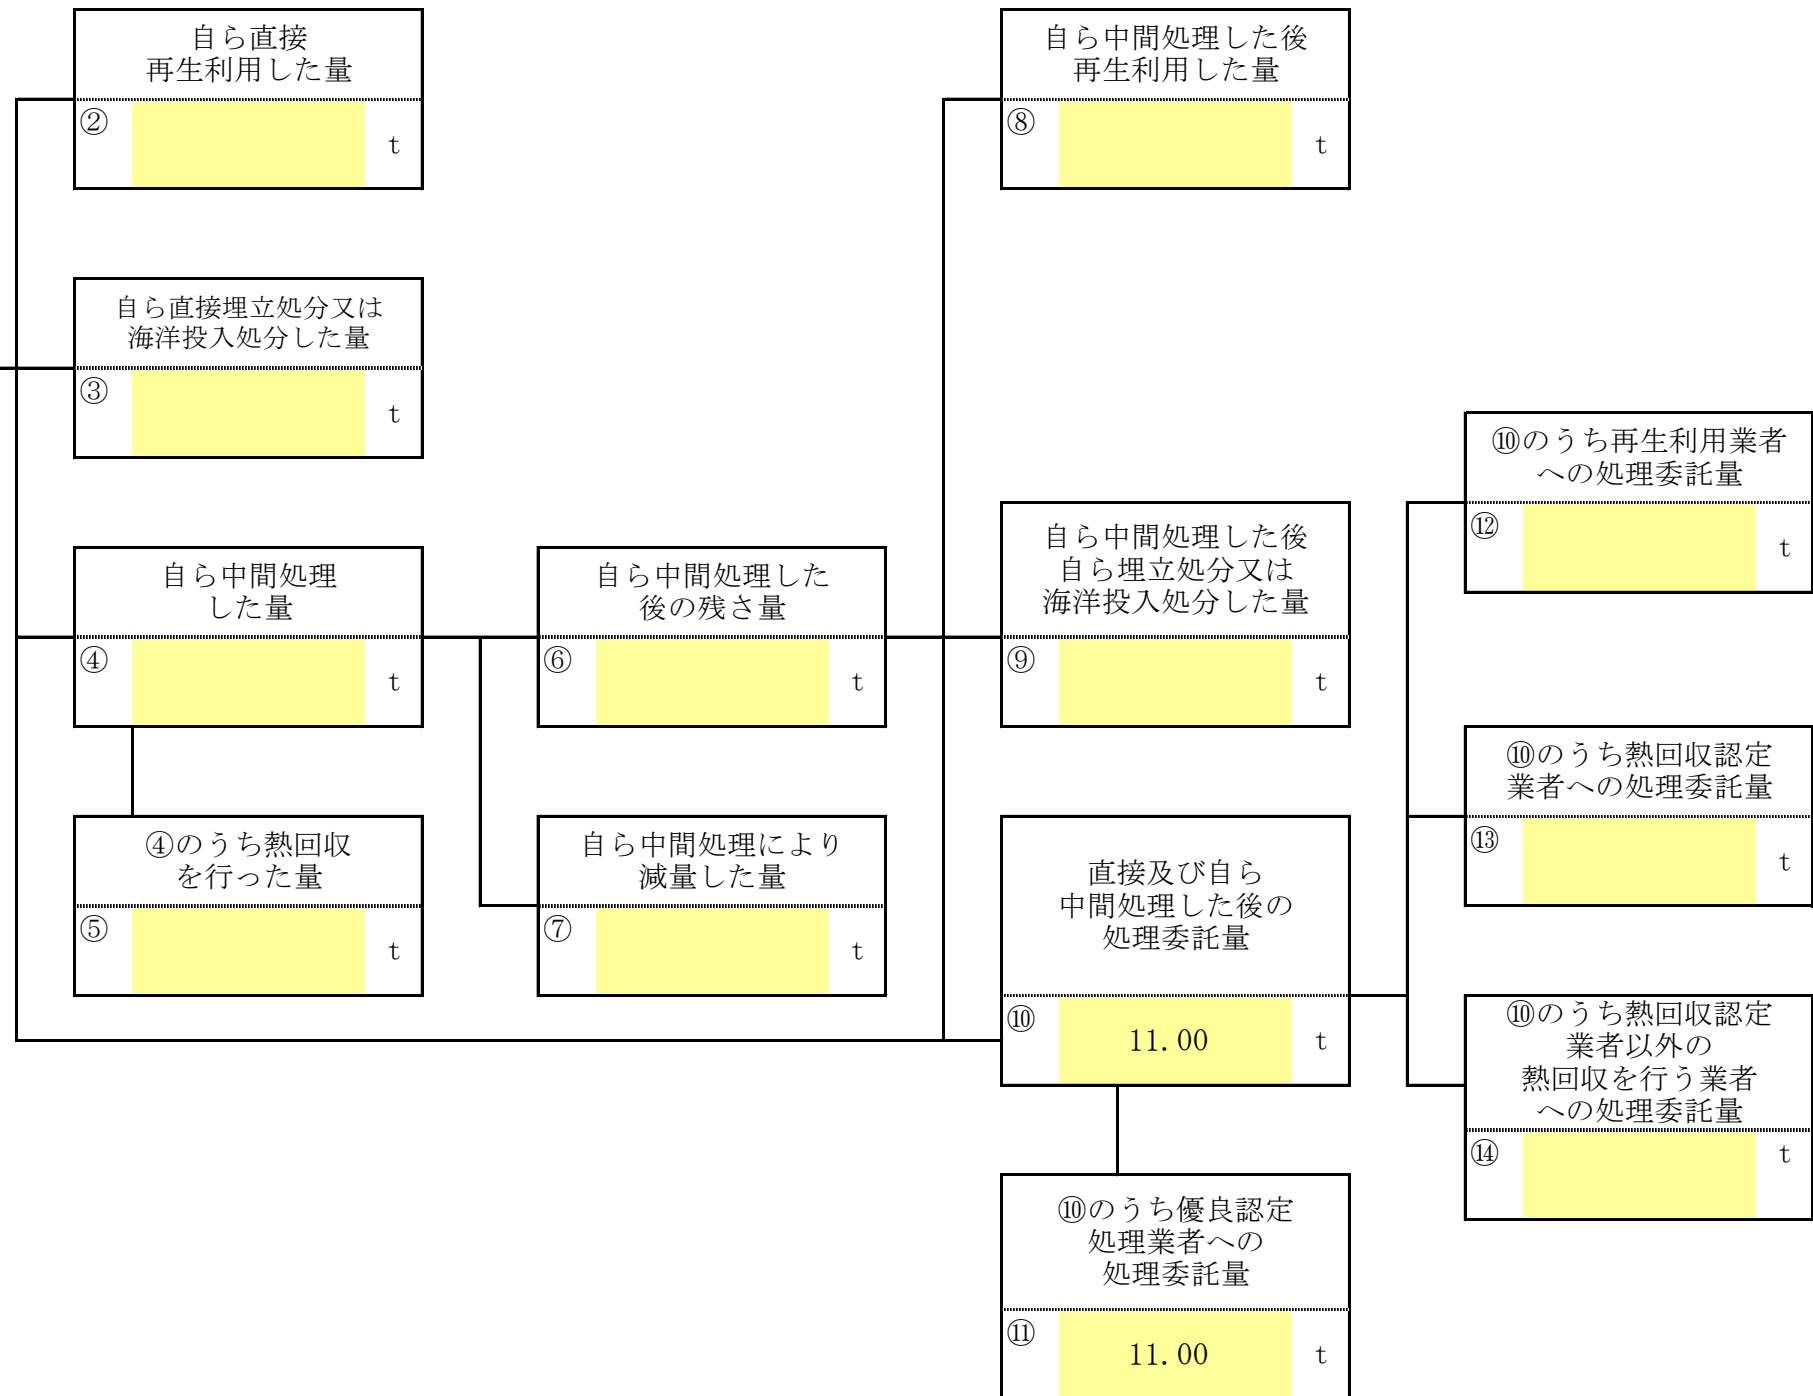 自ら直接
再生利用した量
②
t
自ら中間処理した後
再生利用した量
⑧
t
自ら直接埋立処分又は
海洋投入処分した量
③
t
⑩のうち再生利用業者
への処理委託量
⑫
t
自ら中間処理
した量
④
t
自ら中間処理した
後の残さ量
⑥
t
自ら中間処理した後
自ら埋立処分又は
海洋投入処分した量
⑨
t
⑩のうち熱回収認定
業者への処理委託量
⑬
t
④のうち熱回収
を行った量
⑤
t
自ら中間処理により
減量した量
⑦
t
直接及び自ら
中間処理した後の
処理委託量
⑩
11.00 t
⑩のうち熱回収認定
業者以外の
熱回収を行う業者
への処理委託量
⑭
t
⑩のうち優良認定
処理業者への
処理委託量
⑪
11.00 t